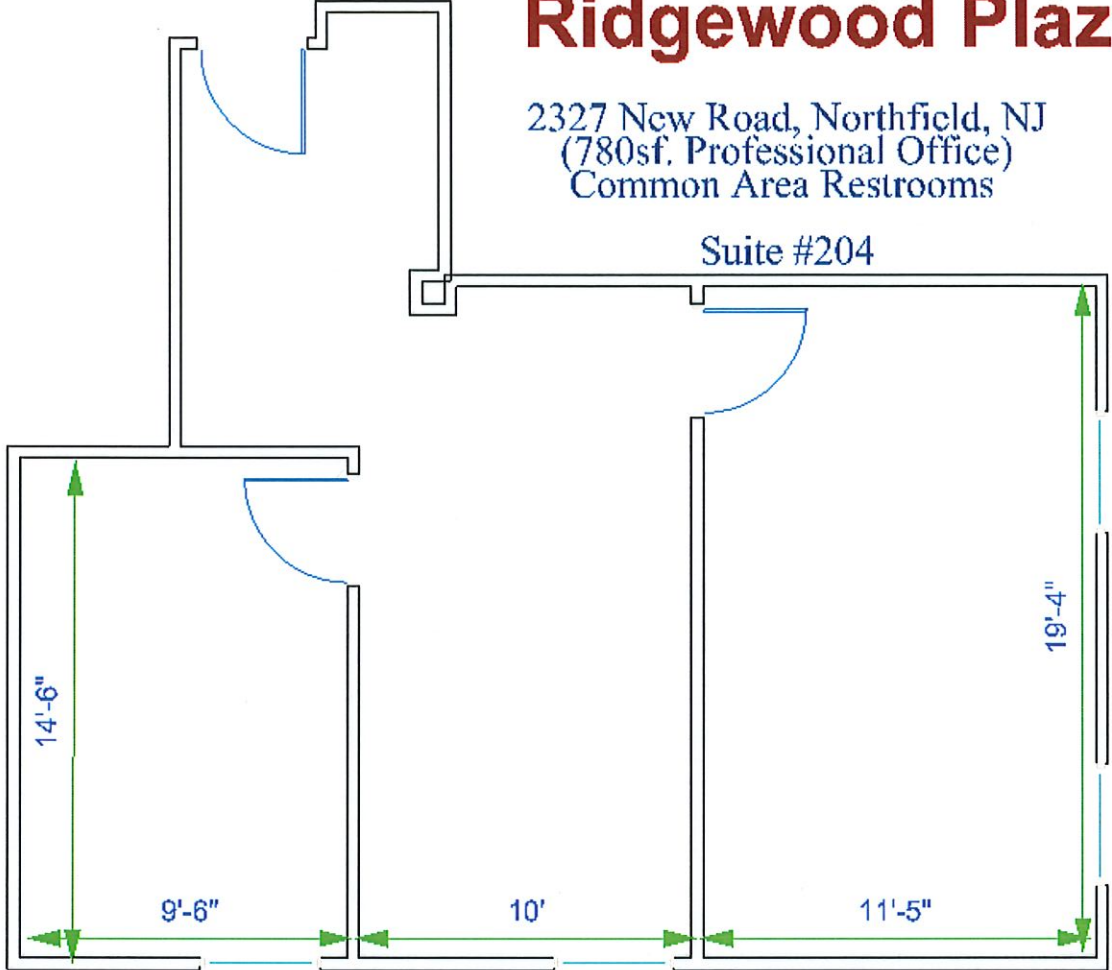 Ridgewood Plaz
2327 New Road, Northfield, NJ
(780sf. Professional Office)
Common Area Restrooms
Suite #204
19'-4"
14'-6"
9'-6"
10'
11'-5"